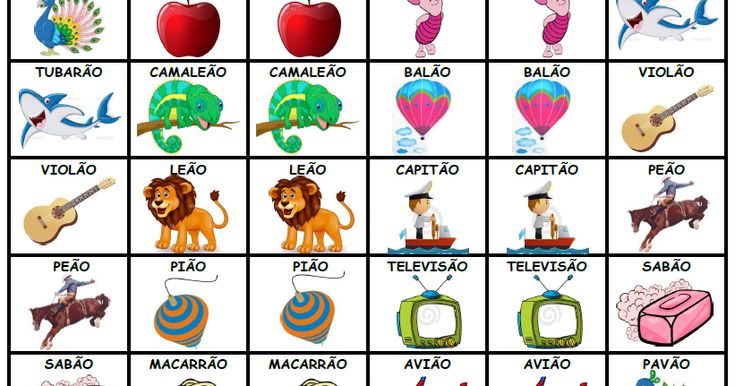 TUBARÃO CAMALEÃO CAMALEÃO BALÃO BALÃO VIOLÃO
VIOLÃO LEÃO LEÃO CAPITÃO CAPITÃO PEÃO
PEÃO PIÃO PIÃO TELEVISÃO TELEVISÃO SABÃO
SABÃO MACARRÃO MACARRÃO AVIÃO AVIÃO PAVÃO